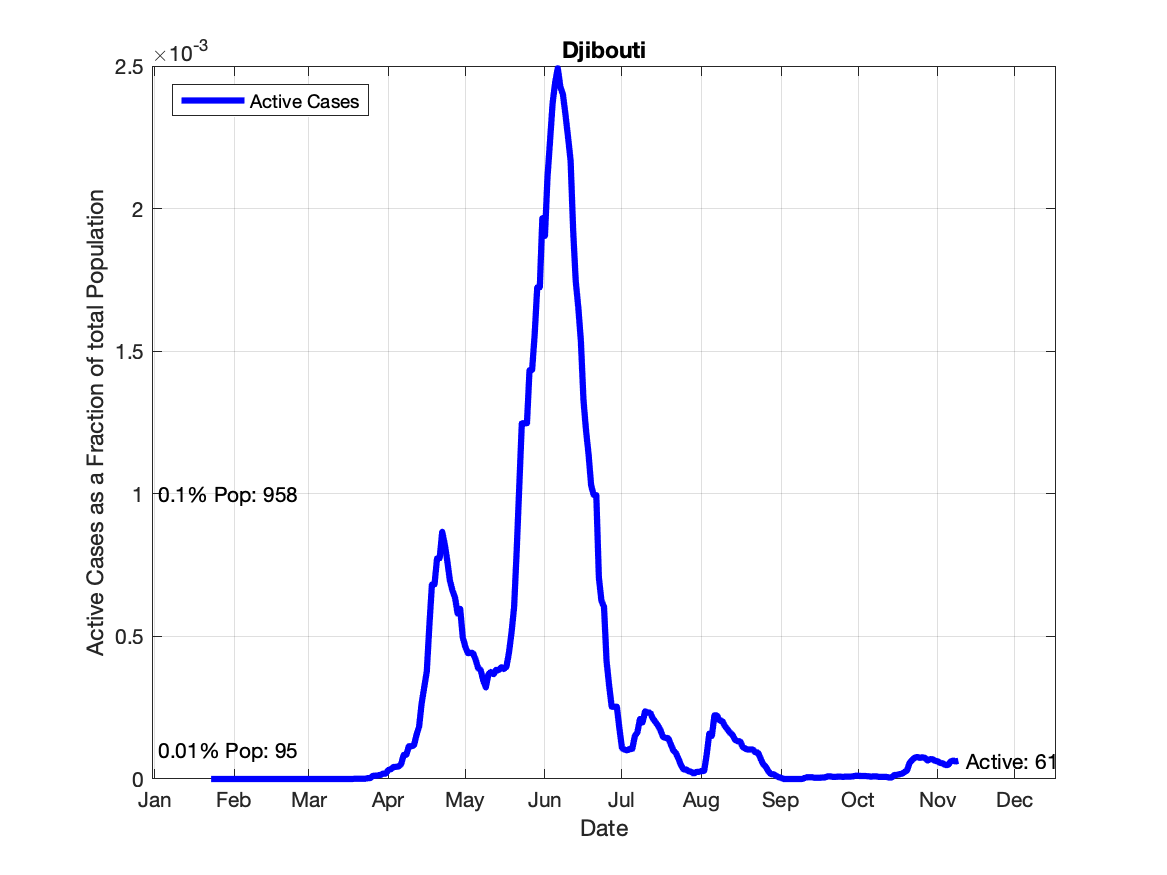 Djibouti
×10-3
2.5
2
1.5
1
0.5
0
Active Cases as a Fraction of total Population
Active Cases
0.1% Pop: 958
0.01% Pop: 95
Active: 61
Jan Feb Mar Apr May Jun Jul Aug Sep Oct Nov Dec
Date